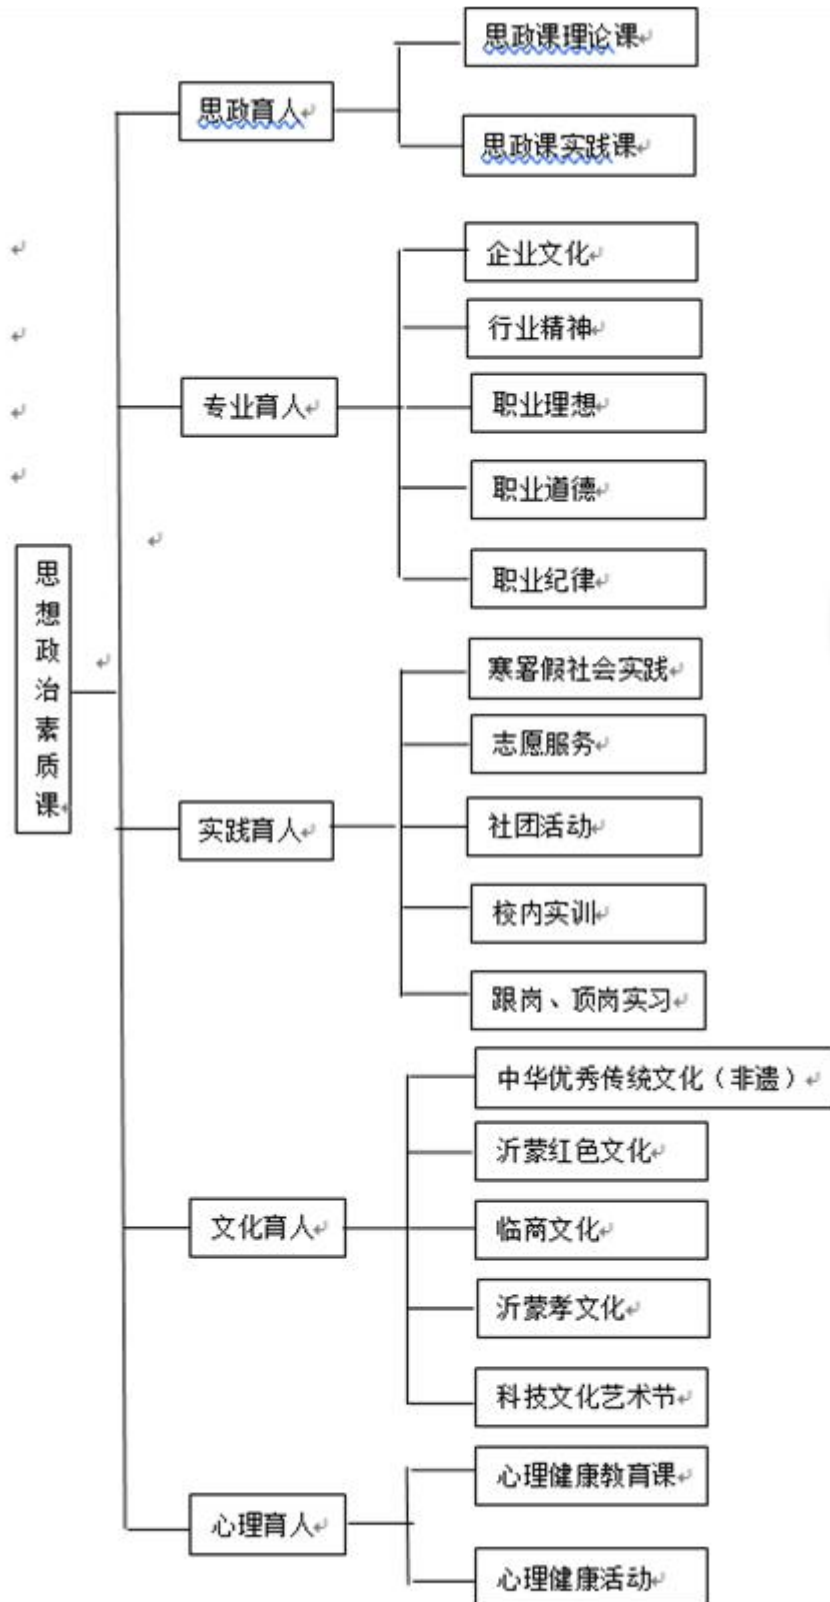 思政课理论课
思政育人
思政课实践课
企业文化
行业精神
职业理想
专业育人
职业道德
职业纪律
思想政治素质课
寒署假社会实践
志愿服务
社团活动
实践育人
校内实训
跟岗、顶岗实习
中华优秀传统文化（非遗）
沂蒙红色文化
文化育人
临商文化
沂蒙孝文化
科技文化艺术节
心理健康教育课
心理育人
心理健康活动